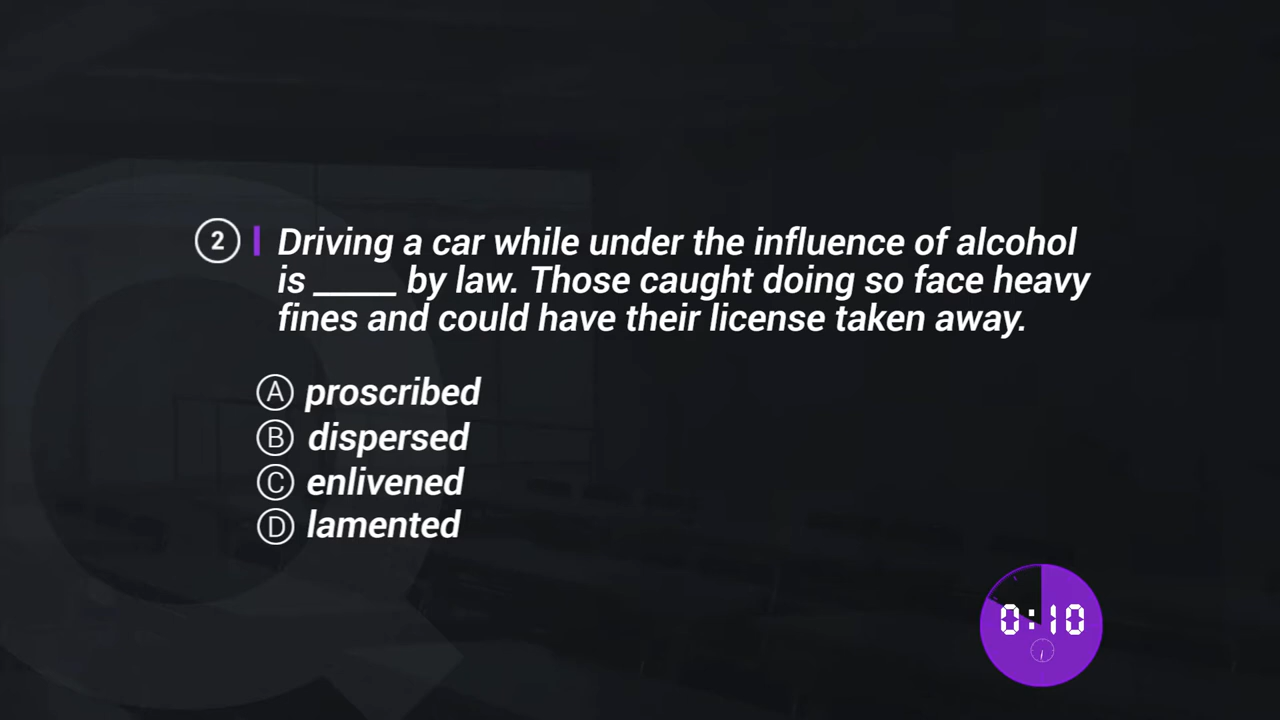 2 Driving a car while under the influence of alcohol
is _____ by law. Those caught doing so face heavy
fines and could have their license taken away.
A proscribed
B dispersed
C enlivened
D lamented
0:10